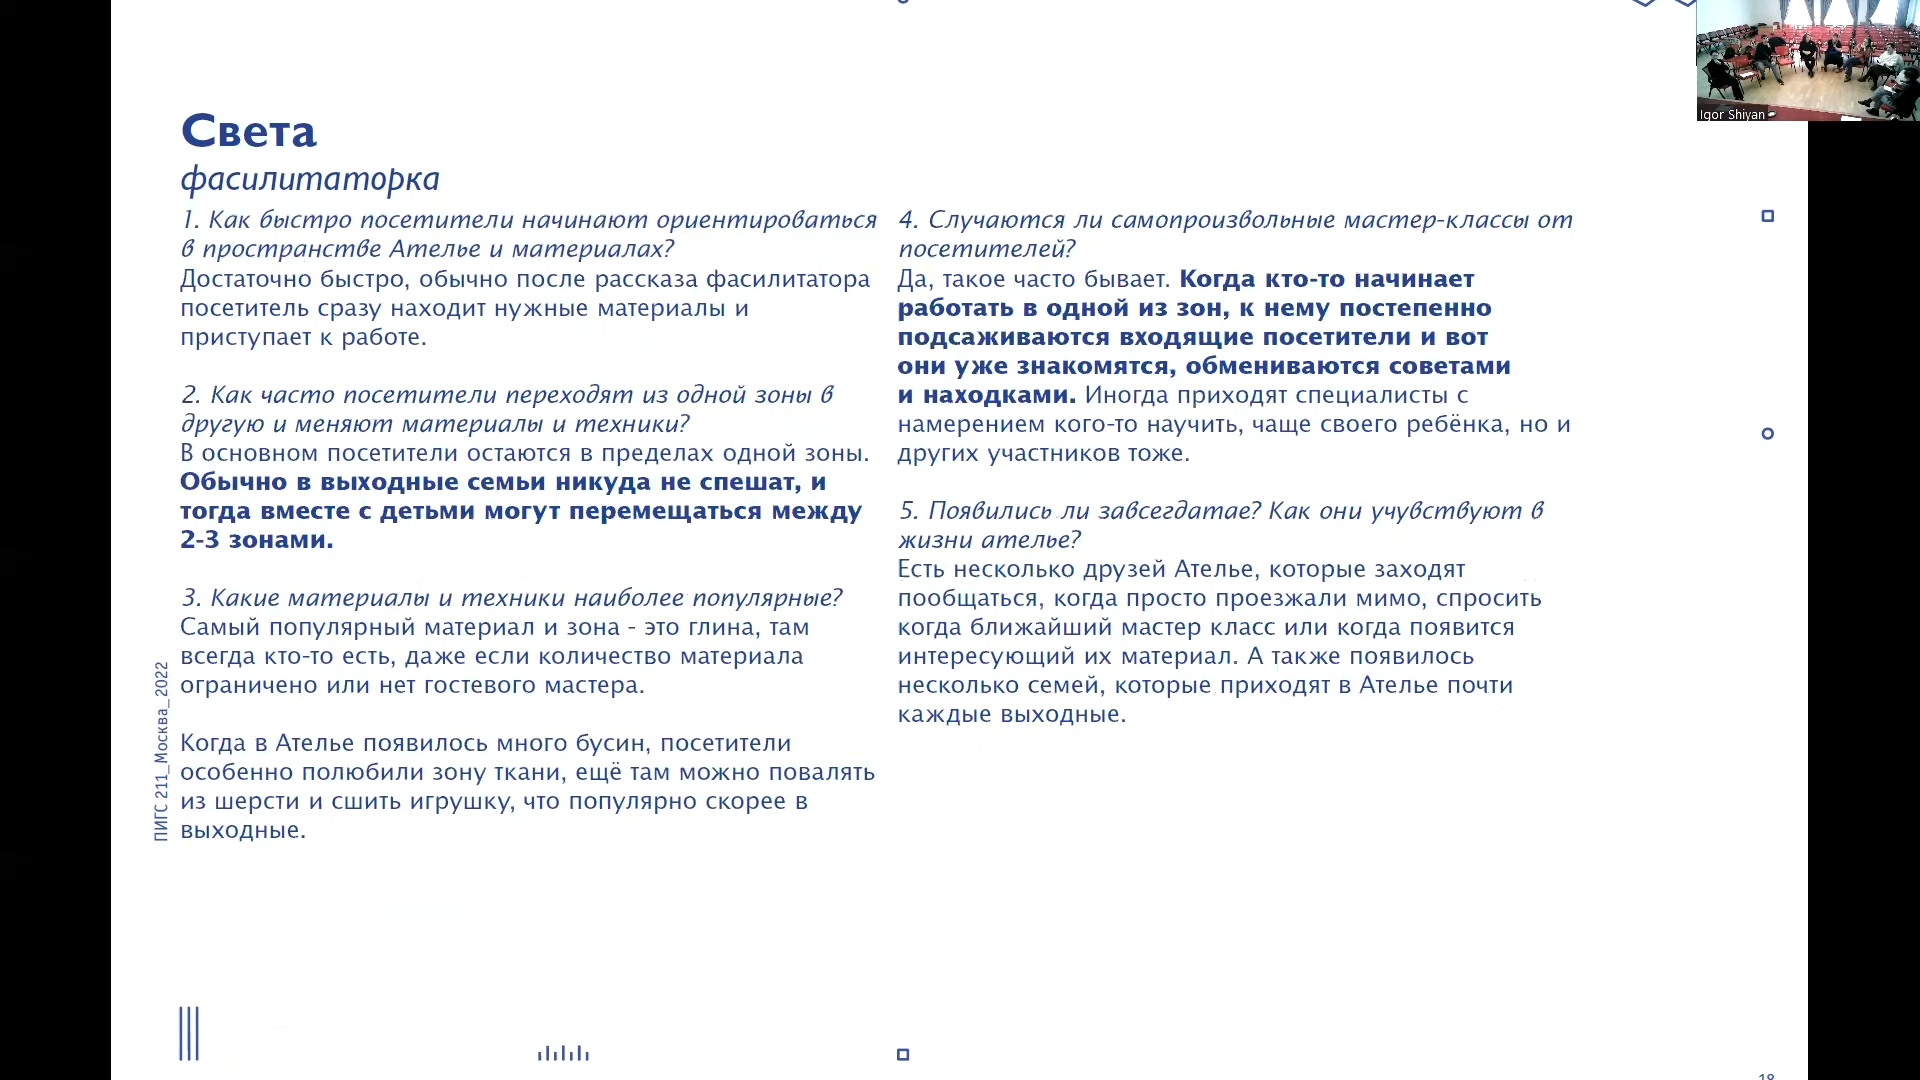 Igor Shiyan
Света
фасилитаторка
1. Как быстро посетители начинают ориентироваться
в пространстве Ателье и материалах?
Достаточно быстро, обычно после рассказа фасилитатора
посетитель сразу находит нужные материалы и
приступает к работе.
2. Как часто посетители переходят из одной зоны в
другую и меняют материалы и техники?
В основном посетители остаются в пределах одной зоны.
Обычно в выходные семьи никуда не спешат, и
тогда вместе с детьми могут перемещаться между
2-3 зонами.
3. Какие материалы и техники наиболее популярные?
Самый популярный материал и зона - это глина, там
всегда кто-то есть, даже если количество материала
ограничено или нет гостевого мастера.
Когда в Ателье появилось много бусин, посетители
особенно полюбили зону ткани, ещё там можно повалять
из шерсти и сшить игрушку, что популярно скорее в
выходные.
4. Случаются ли самопроизвольные мастер-классы от
посетителей?
Да, такое часто бывает. Когда кто-то начинает
работать в одной из зон, к нему постепенно
подсаживаются входящие посетители и вот
они уже знакомятся, обмениваются советами
и находками. Иногда приходят специалисты с
намерением кого-то научить, чаще своего ребёнка, но и
других участников тоже.
5. Появились ли завсегдатае? Как они учувствуют в
жизни ателье?
Есть несколько друзей Ателье, которые заходят
пообщаться, когда просто проезжали мимо, спросить
когда ближайший мастер класс или когда появится
интересующий их материал. А также появилось
несколько семей, которые приходят в Ателье почти
каждые выходные.
ПИГС 211_Москва_2022